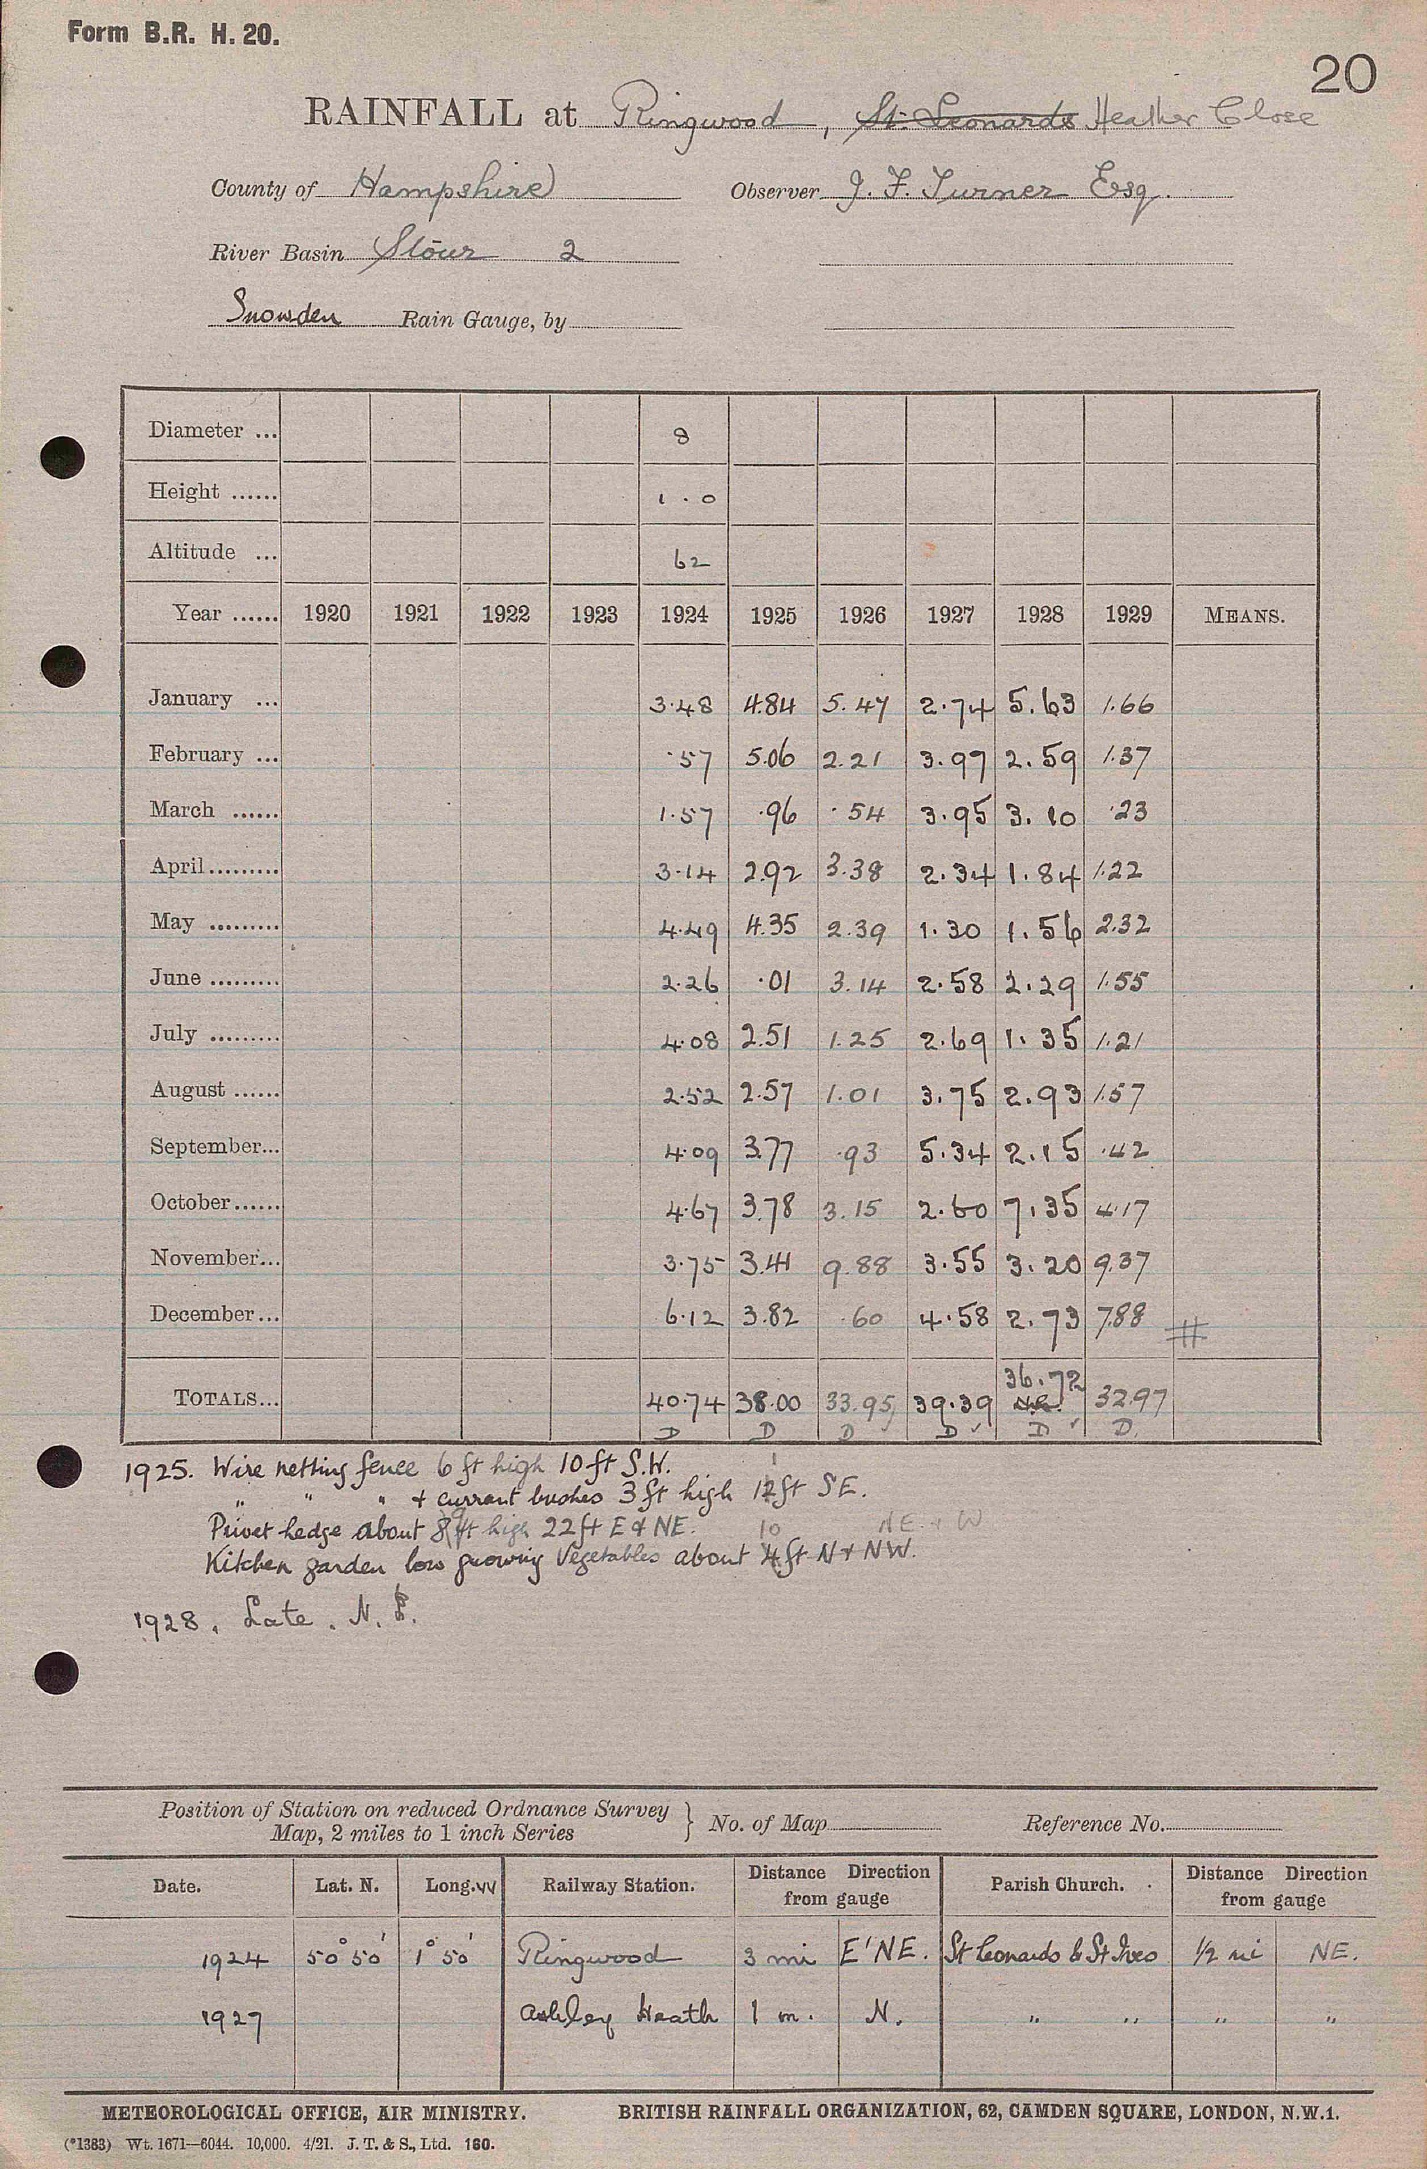 Form B.R. H. 20.
20
RAINFALL at Ringwood, St. Leonards Heather Close
County of Hampshire Observer J. F. Turner Esq.
River Basin Stour 2
Snowden Rain Gauge, by
Diameter ... 8
Height ...... 1.0
Altitude ... 62
Year ...... 1920 1921 1922 1923 1924 1925 1926 1927 1928 1929 MEANS.
January ... 3.48 4.84 5.47 2.74 5.63 1.66
February ... .57 5.06 2.21 3.97 2.59 1.37
March ...... 1.57 .96 .54 3.95 3.10 .23
April......... 3.14 2.92 3.38 2.34 1.84 1.22
May ......... 4.49 4.35 2.39 1.30 1.56 2.32
June ......... 2.26 .01 3.14 2.58 2.29 1.55
July ......... 4.08 2.51 1.25 2.69 1.35 1.21
August ...... 2.52 2.57 1.01 3.75 2.93 1.57
September... 4.09 3.77 .93 5.34 2.15 .42
October...... 4.67 3.78 3.15 2.60 7.35 4.17
November... 3.75 3.41 9.88 3.55 3.20 9.37
December... 6.12 3.82 .60 4.58 2.73 7.88 #
36.72
TOTALS... 40.74 38.00 33.95 39.39 32.97
D D D D D D.
1925. Wire netting fence 6 ft high 10 ft S.W.
" " " + currant bushes 3 ft high 12 ft SE.
Privet hedge about 8 ft high 22 ft E & NE. 10 NE + W
Kitchen garden low growing vegetables about 4 ft N + NW.
1928. Late. N.
Position of Station on reduced Ordnance Survey
Map, 2 miles to 1 inch Series } No. of Map Reference No.
Date. Lat. N. Long. W Railway Station. Distance Direction from gauge Parish Church. Distance Direction from gauge
1924 50° 50' 1° 50' Ringwood 3 mi E'NE. St Leonards & St Ives 1/2 mi NE.
1927 Ashley Heath 1 m. N. " " " "
METEOROLOGICAL OFFICE, AIR MINISTRY. BRITISH RAINFALL ORGANIZATION, 62, CAMDEN SQUARE, LONDON, N.W.1.
(*1383) Wt. 1671—6044. 10,000. 4/21. J. T. & S., Ltd. 160.